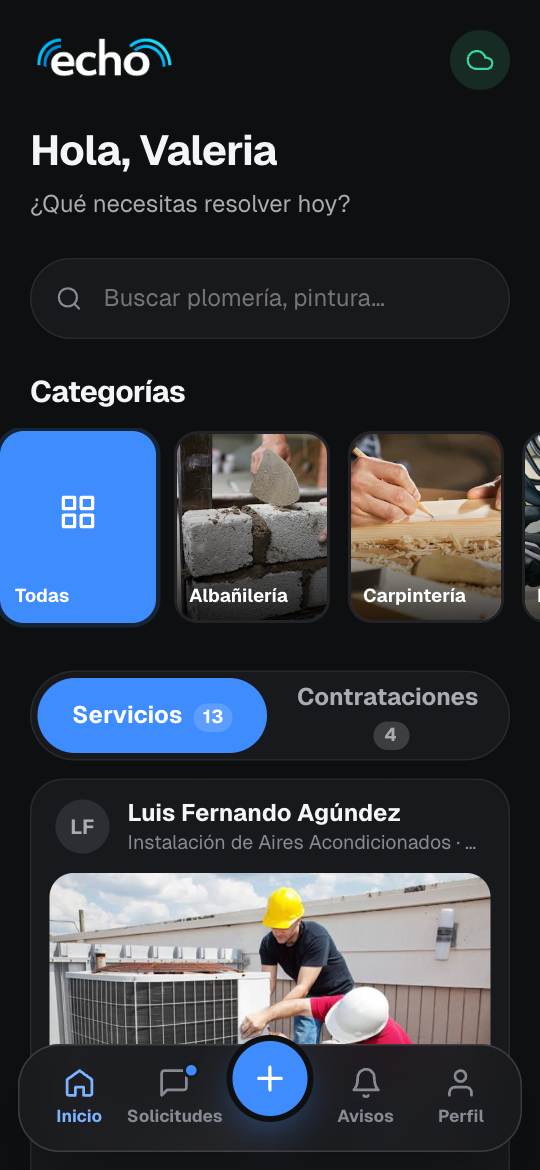 echo
Hola, Valeria
¿Qué necesitas resolver hoy?
Buscar plomería, pintura...
Categorías
Todas
Albañilería
Carpintería
Servicios 13
Contrataciones
4
LF
Luis Fernando Agúndez
Instalación de Aires Acondicionados · ...
Inicio
Solicitudes
Avisos
Perfil